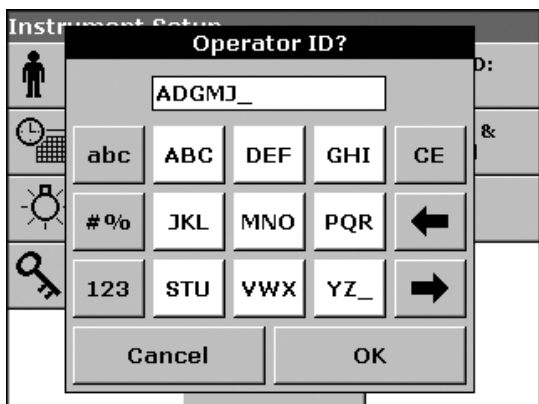 Instrument Setup
Operator ID?
D:
ADGMJ_
&
abc ABC DEF GHI CE
#% JKL MNO PQR
123 STU VWX YZ_
Cancel OK